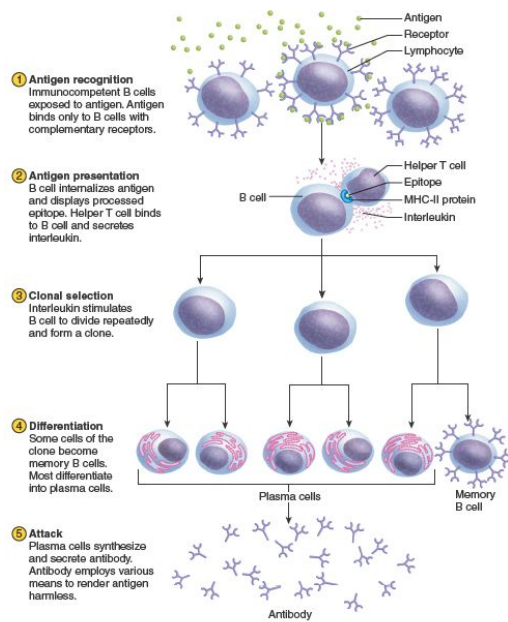 Antigen
Receptor
Lymphocyte
1 Antigen recognition
Immunocompetent B cells
exposed to antigen. Antigen
binds only to B cells with
complementary receptors.
2 Antigen presentation
B cell internalizes antigen
and displays processed
epitope. Helper T cell binds
to B cell and secretes
interleukin.
B cell
Helper T cell
Epitope
MHC-II protein
Interleukin
3 Clonal selection
Interleukin stimulates
B cell to divide repeatedly
and form a clone.
4 Differentiation
Some cells of the
clone become
memory B cells.
Most differentiate
into plasma cells.
Plasma cells
Memory
B cell
5 Attack
Plasma cells synthesize
and secrete antibody.
Antibody employs various
means to render antigen
harmless.
Antibody